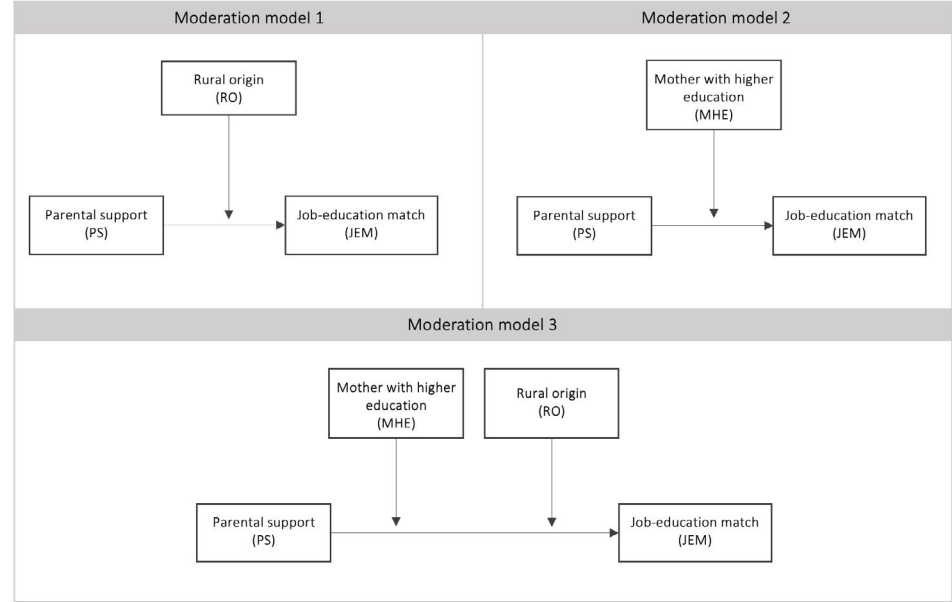 Moderation model 1
Rural origin
(RO)
Parental support
(PS)
Job-education match
(JEM)
Moderation model 2
Mother with higher
education
(MHE)
Parental support
(PS)
Job-education match
(JEM)
Moderation model 3
Mother with higher
education
(MHE)
Rural origin
(RO)
Parental support
(PS)
Job-education match
(JEM)